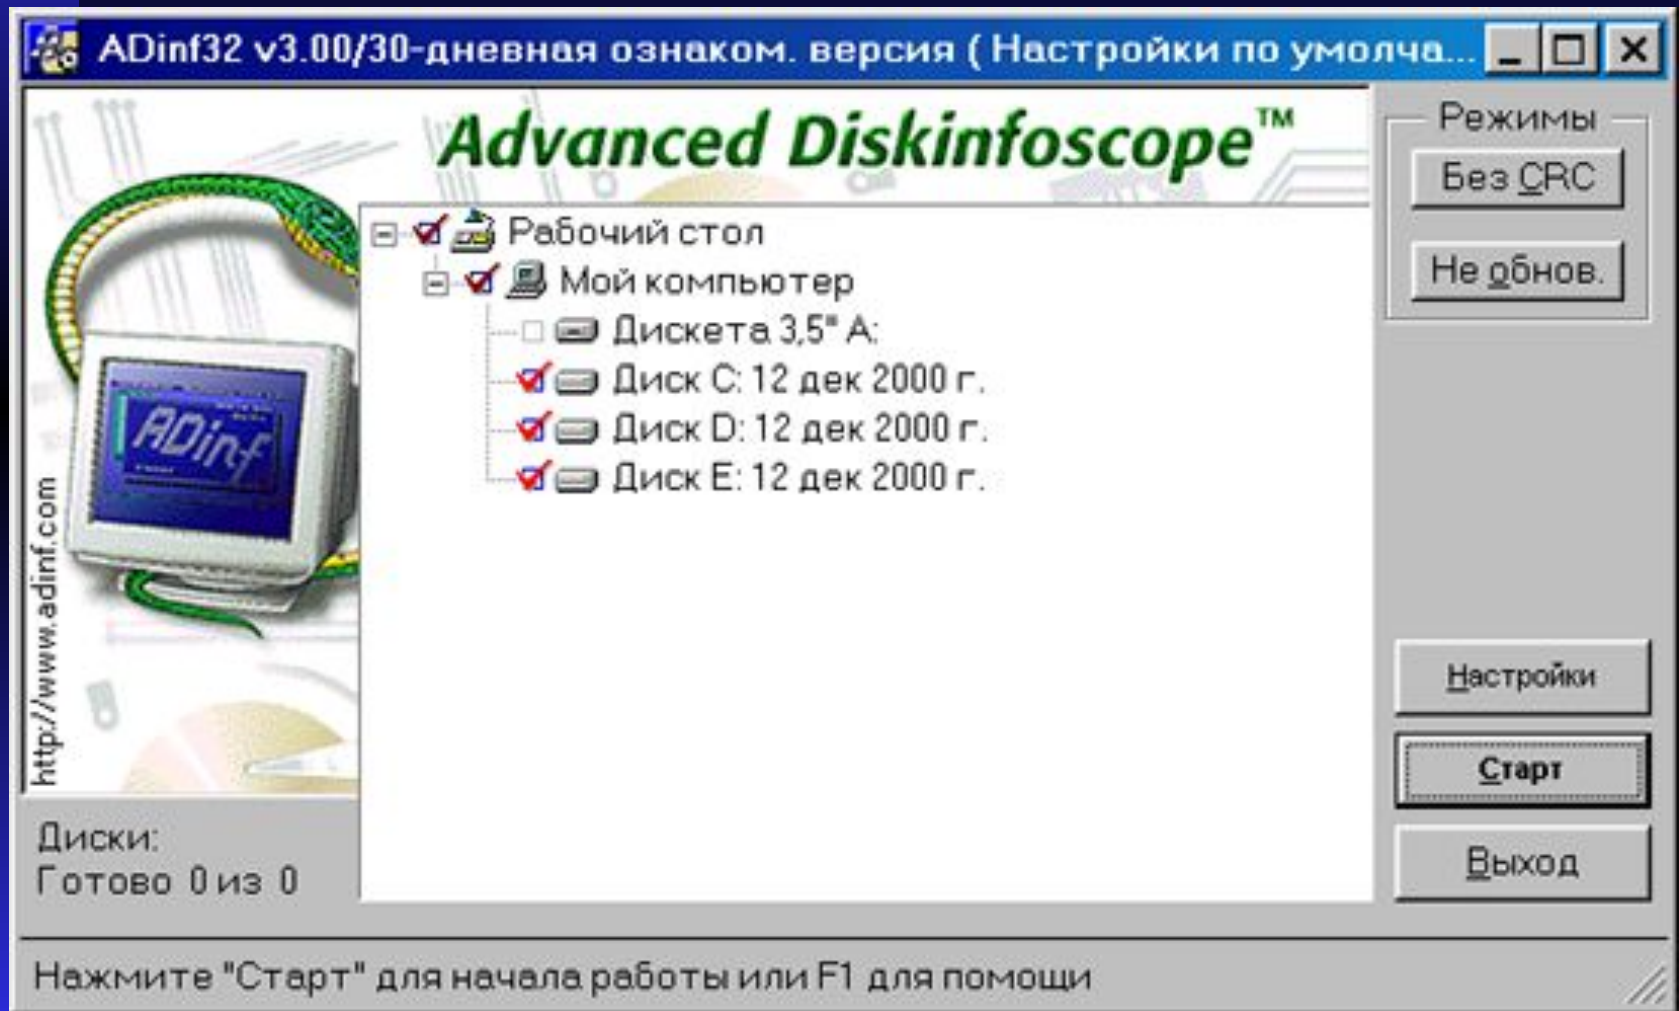 ADinf32 v3.00/30-дневная ознаком. версия ( Настройки по умолча...
Advanced Diskinfoscope™
Режимы
Без CRC
Не обнов.
Рабочий стол
Мой компьютер
Дискета 3,5" A:
Диск C: 12 дек 2000 г.
Диск D: 12 дек 2000 г.
Диск E: 12 дек 2000 г.
ADinf
http://www.adinf.com
Настройки
Старт
Выход
Диски:
Готово 0 из 0
Нажмите "Старт" для начала работы или F1 для помощи